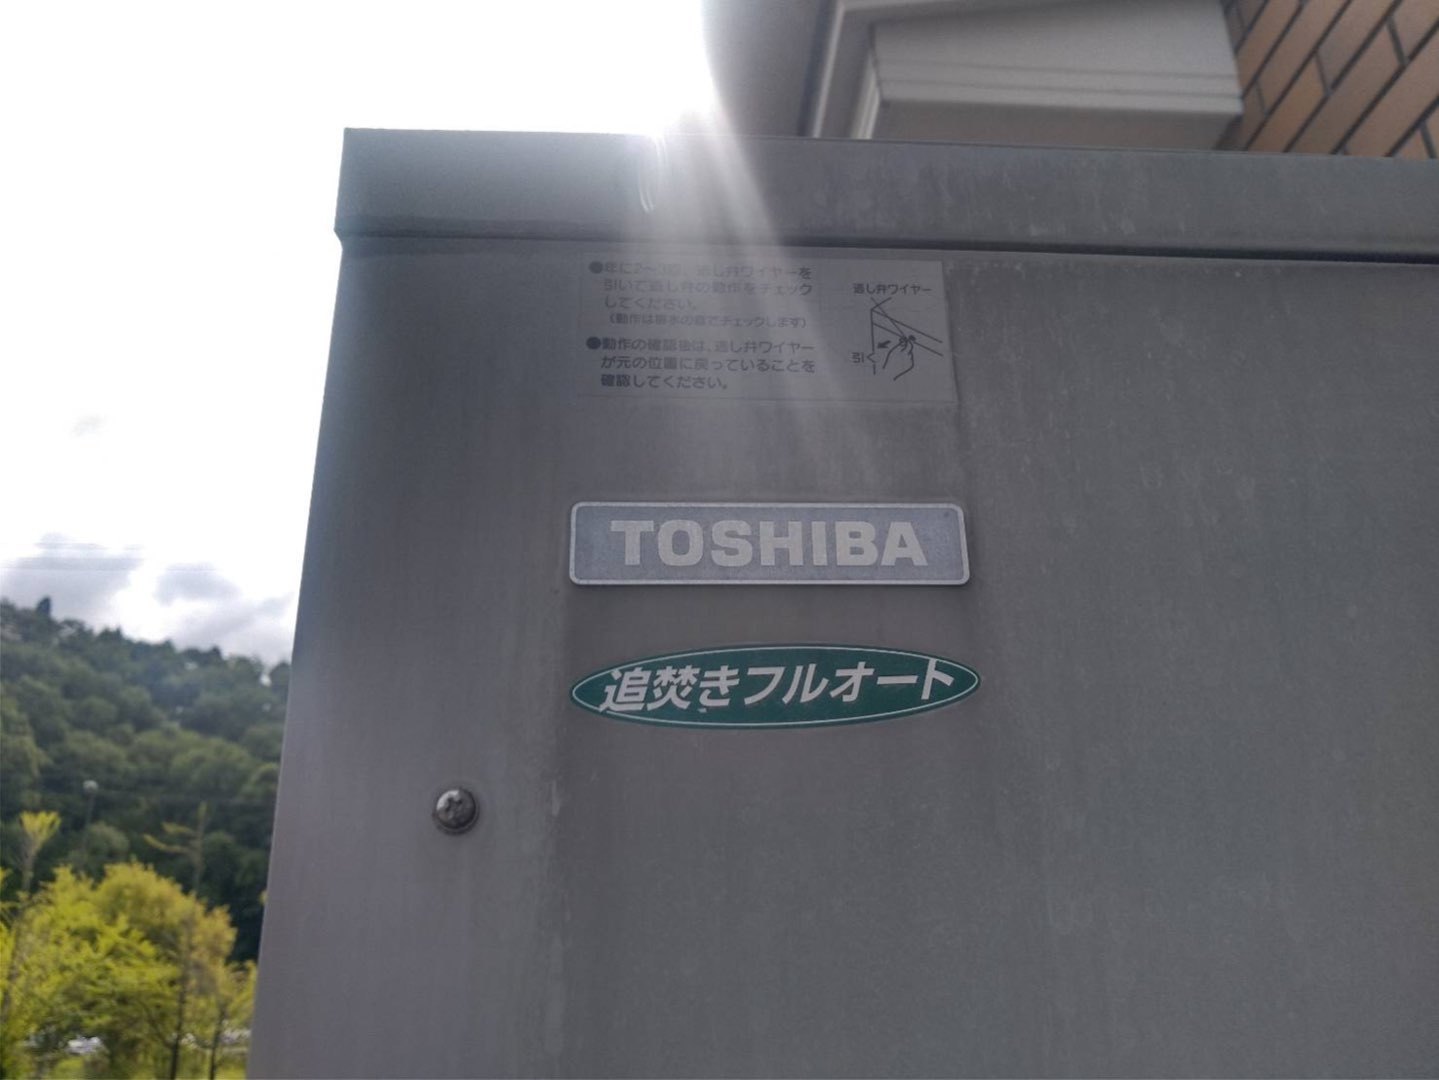 ●年に2〜3回、逃し弁ワイヤーを
引いて逃し弁の動作をチェック
してください。
(動作は排水の音でチェックします)
●動作の確認後は、逃し弁ワイヤー
が元の位置に戻っていることを
確認してください。
逃し弁ワイヤー
引く
TOSHIBA
追焚きフルオート